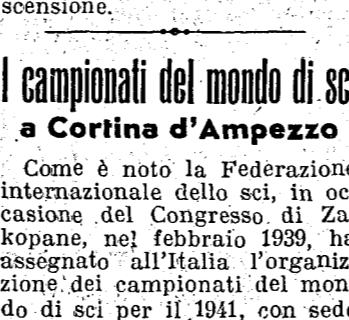 scensione.
I campionati del mondo di sc
a Cortina d'Ampezzo
Come è noto la Federazione
internazionale dello sci, in oc
casione del Congresso di Za
kopane, nel febbraio 1939, ha
assegnato all'Italia l'organiz
zione dei campionati del mon
do di sci per il 1941, con sede